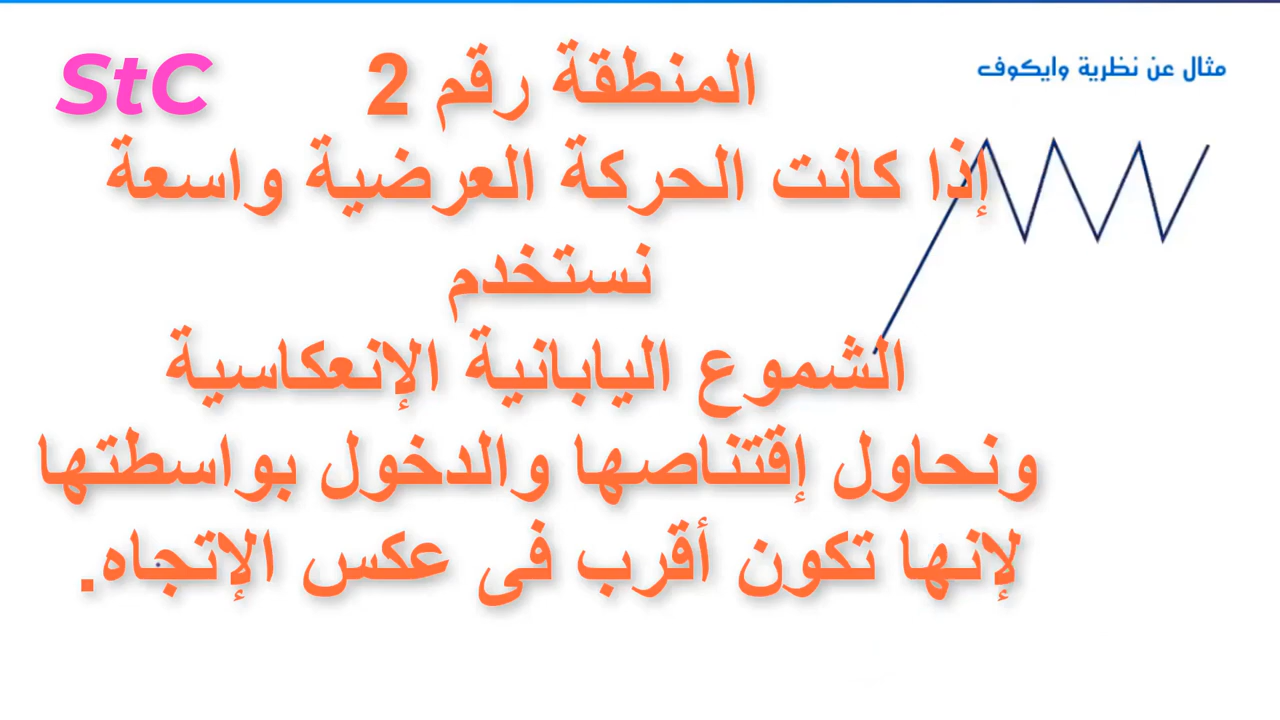 مثال عن نظرية وايكوف
StC
المنطقة رقم 2
إذا كانت الحركة العرضية واسعة
نستخدم
الشموع اليابانية الإنعكاسية
ونحاول إقتناصها والدخول بواسطتها
لإنها تكون أقرب فى عكس الإتجاه.